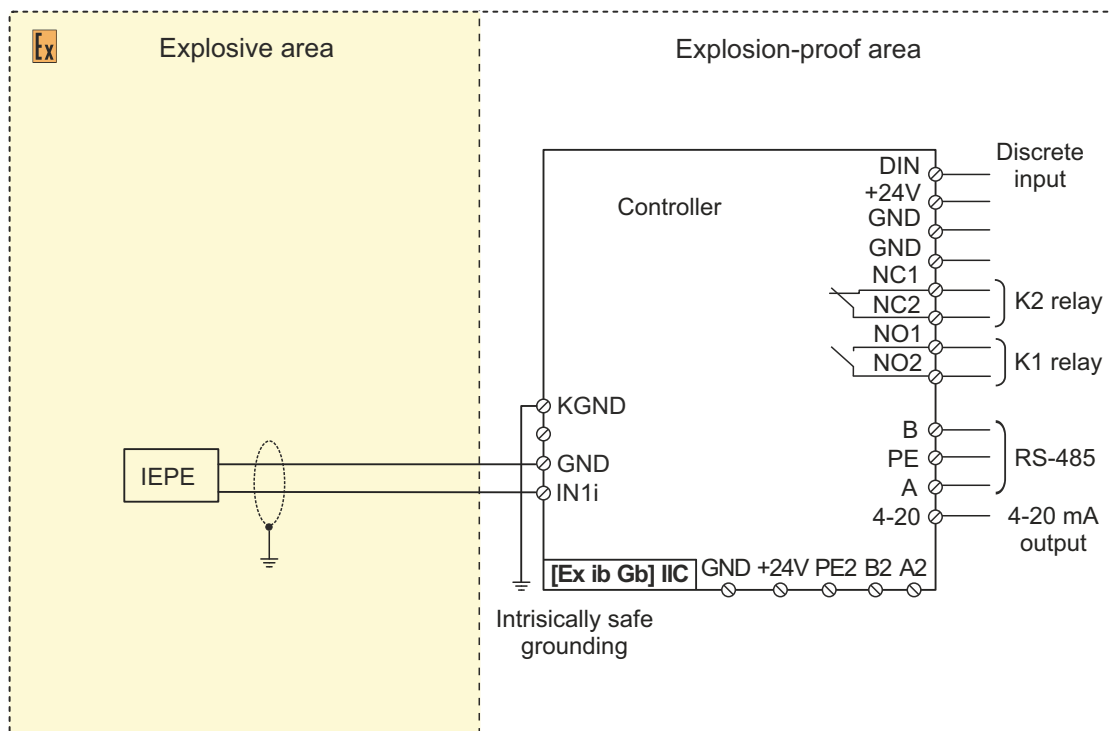 Ex
Explosive area
Explosion-proof area
Controller
DIN
Discrete
input
+24V
GND
GND
NC1
NC2
K2 relay
NO1
NO2
K1 relay
KGND
GND
IN1i
IEPE
B
PE
A
RS-485
4-20
4-20 mA
output
[Ex ib Gb] IIC
GND +24V PE2 B2 A2
Intrisically safe
grounding